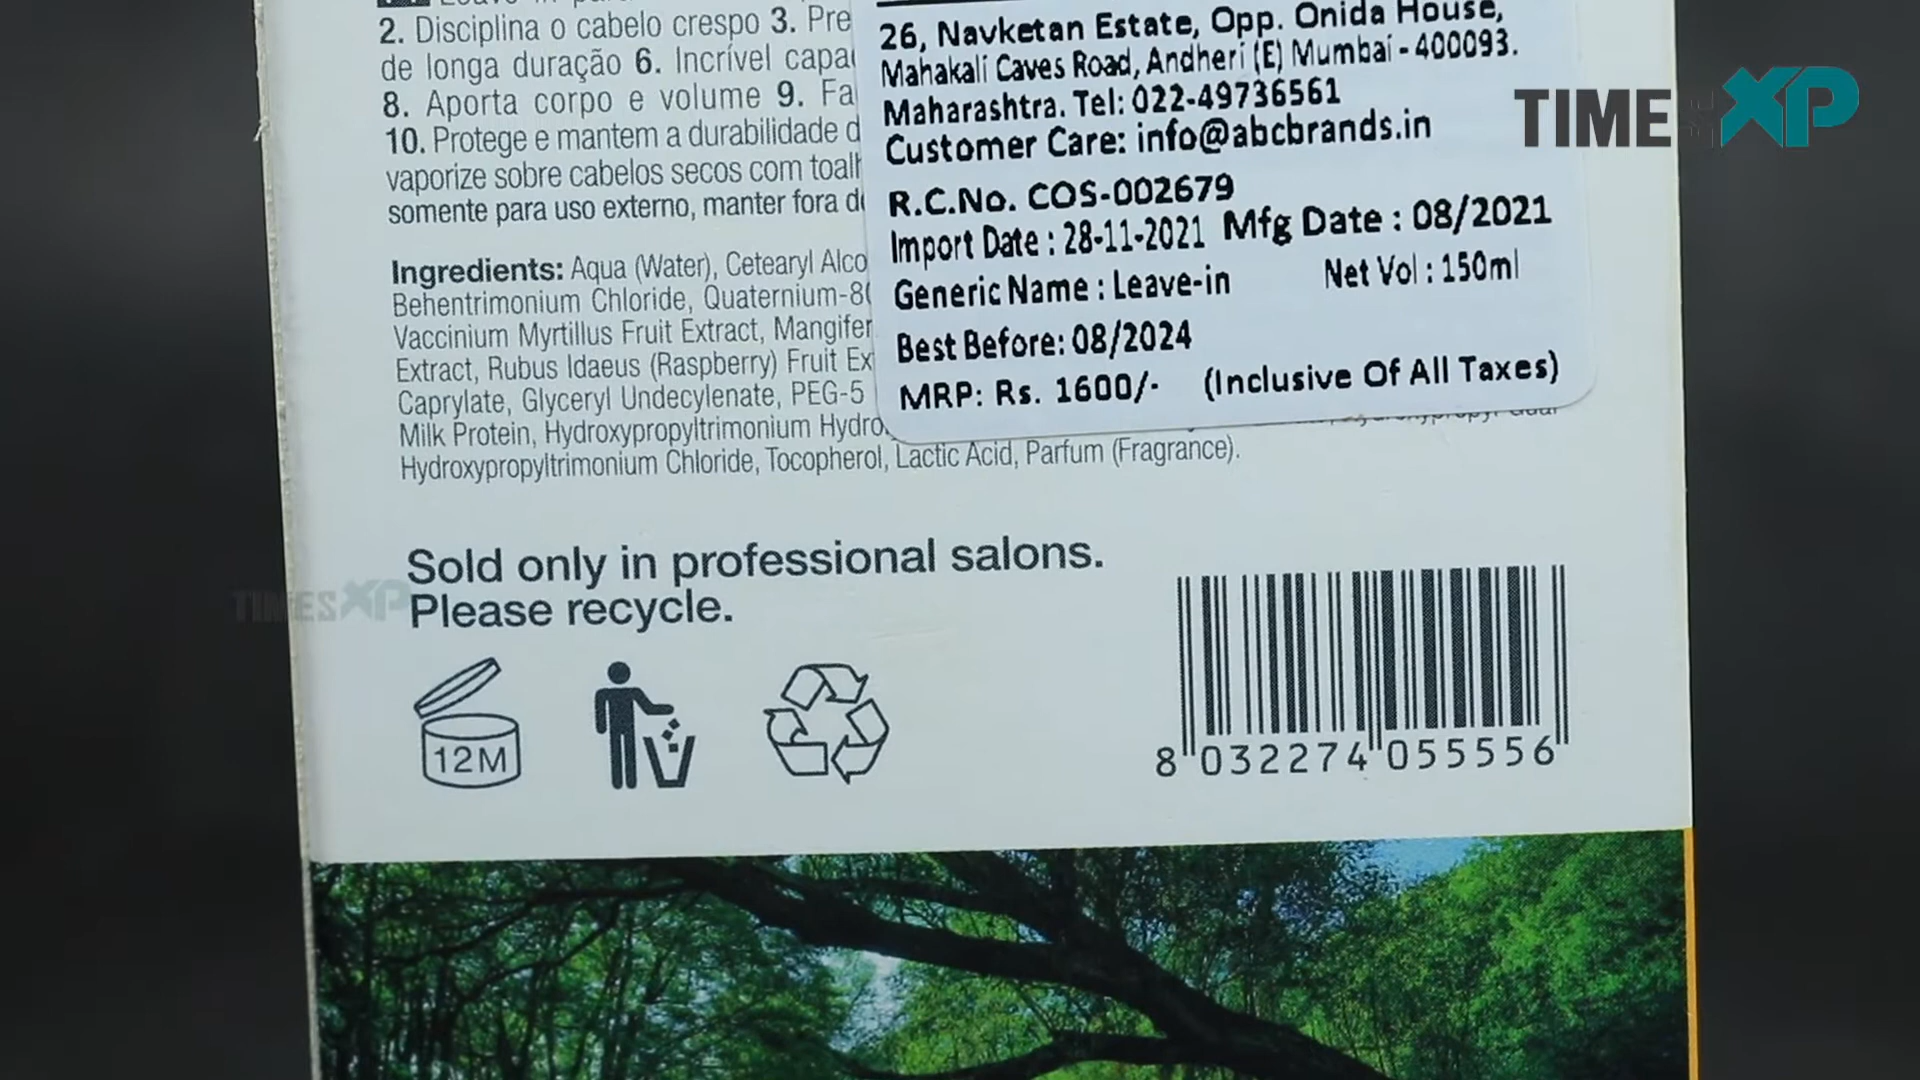 2. Disciplina o cabelo crespo 3. Pre
de longa duração 6. Incrível capa
8. Aporta corpo e volume 9. Fa
10. Protege e mantem a durabilidade d
vaporize sobre cabelos secos com toalh
somente para uso externo, manter fora de
Ingredients: Aqua (Water), Cetearyl Alco
Behentrimonium Chloride, Quaternium-80
Vaccinium Myrtillus Fruit Extract, Mangifer
Extract, Rubus Idaeus (Raspberry) Fruit Ex
Caprylate, Glyceryl Undecylenate, PEG-5
Milk Protein, Hydroxypropyltrimonium Hydro
Hydroxypropyltrimonium Chloride, Tocopherol, Lactic Acid, Parfum (Fragrance).
26, Navketan Estate, Opp. Onida House,
Mahakali Caves Road, Andheri (E) Mumbai - 400093.
Maharashtra. Tel: 022-49736561
Customer Care: info@abcbrands.in
R.C.No. COS-002679
Import Date : 28-11-2021 Mfg Date : 08/2021
Generic Name : Leave-in Net Vol : 150ml
Best Before: 08/2024
MRP: Rs. 1600/- (Inclusive Of All Taxes)
TIMES XP
Sold only in professional salons.
Please recycle.
TIMES XP
12M
8 032274 055556